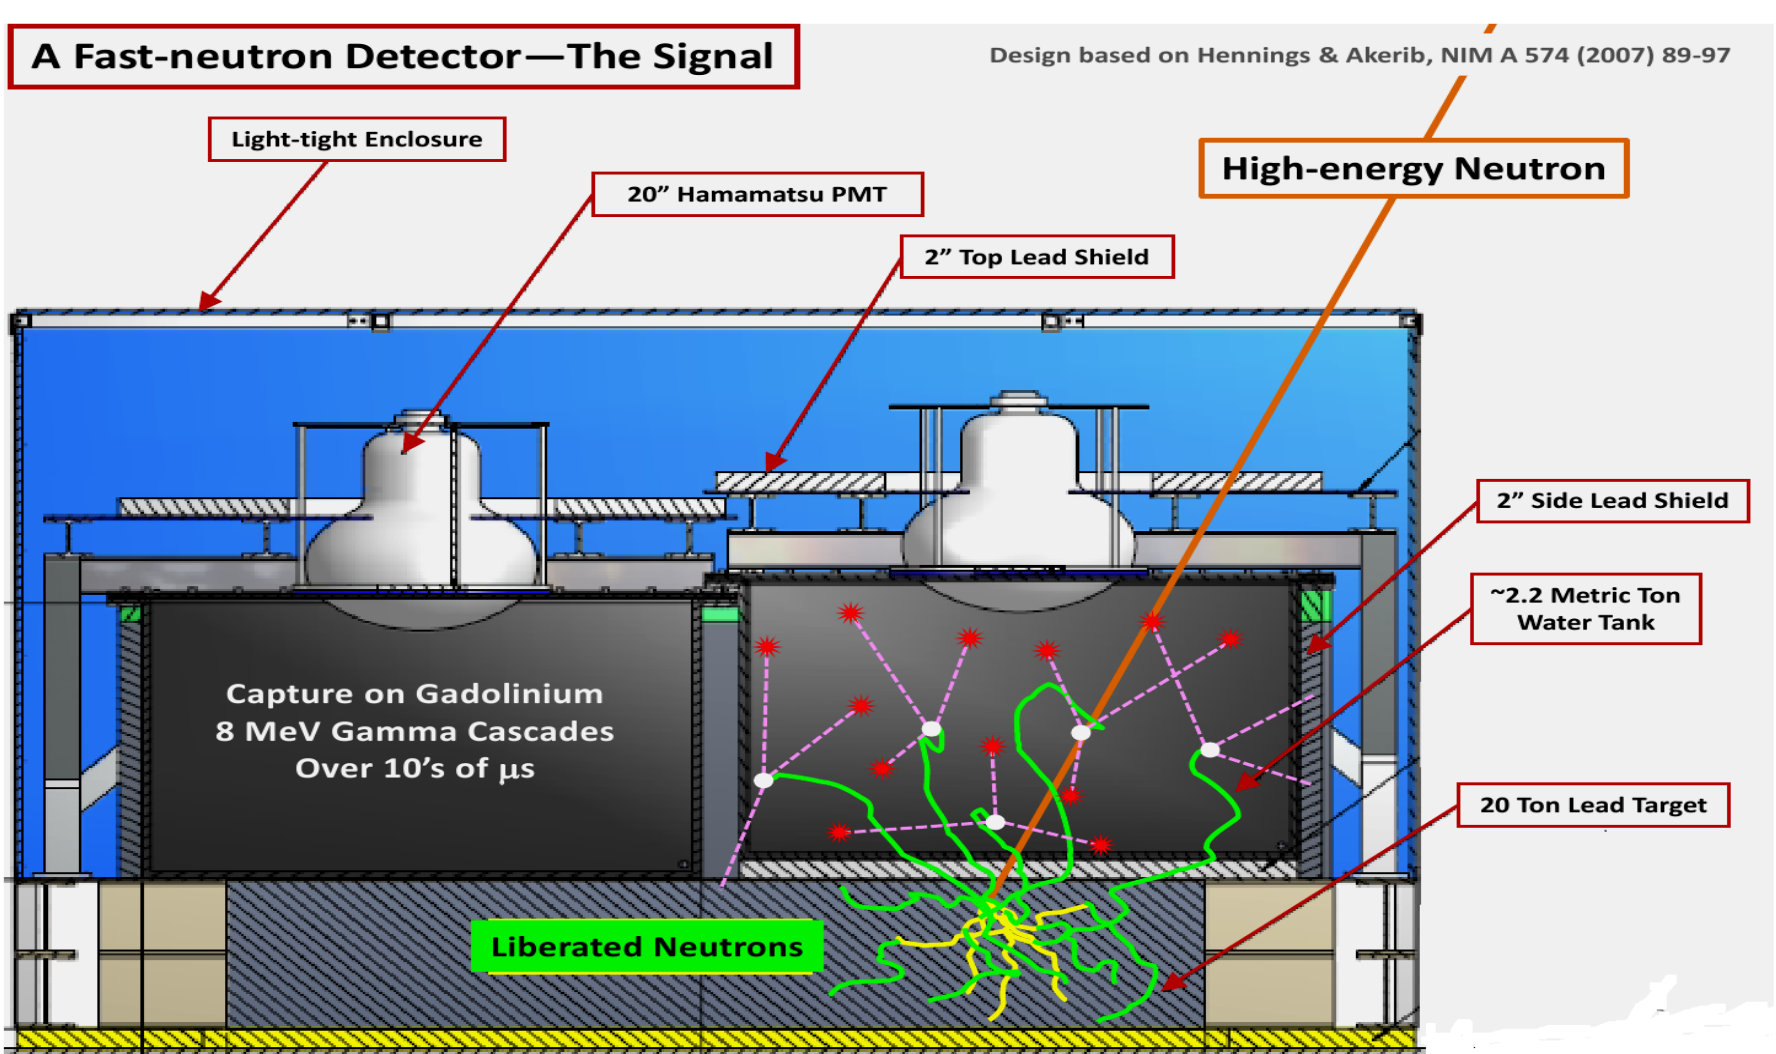 A Fast-neutron Detector—The Signal
Design based on Hennings & Akerib, NIM A 574 (2007) 89-97
Light-tight Enclosure
High-energy Neutron
20” Hamamatsu PMT
2” Top Lead Shield
2” Side Lead Shield
~2.2 Metric Ton
Water Tank
Capture on Gadolinium
8 MeV Gamma Cascades
Over 10’s of μs
20 Ton Lead Target
Liberated Neutrons